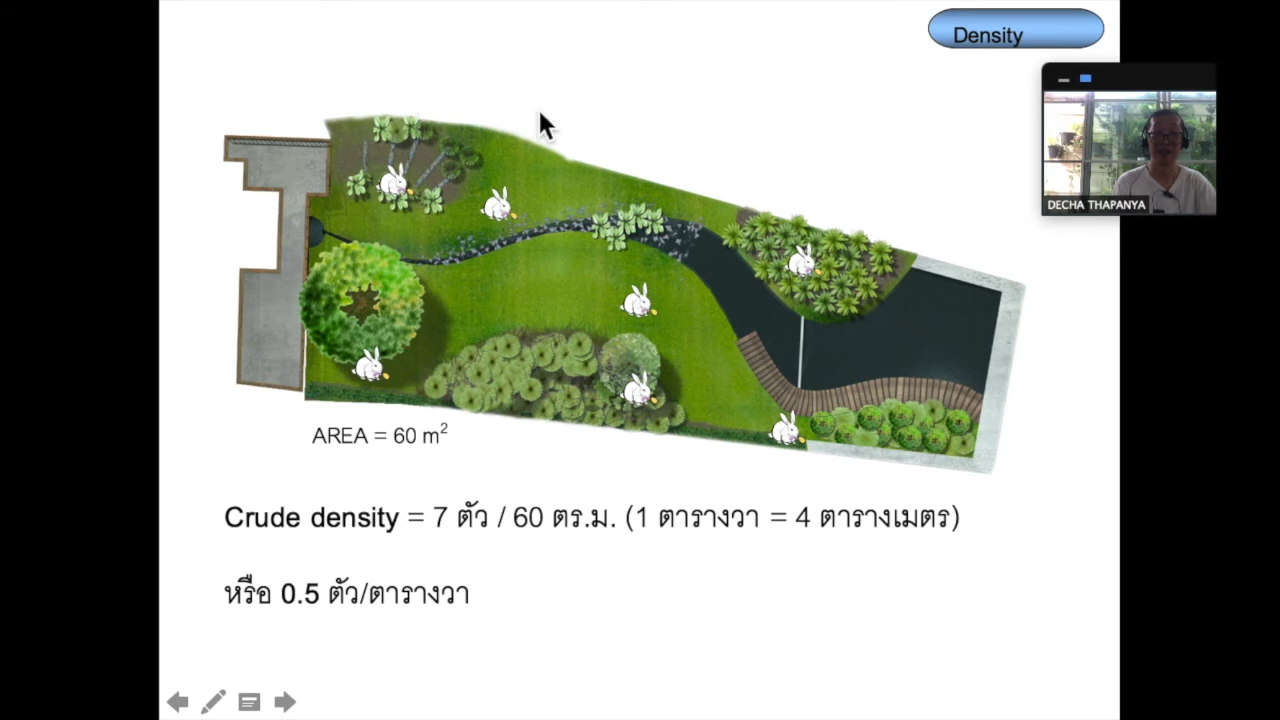 Density
DECHA THAPANYA
AREA = 60 m²
Crude density = 7 ตัว / 60 ตร.ม. (1 ตารางวา = 4 ตารางเมตร)
หรือ 0.5 ตัว/ตารางวา